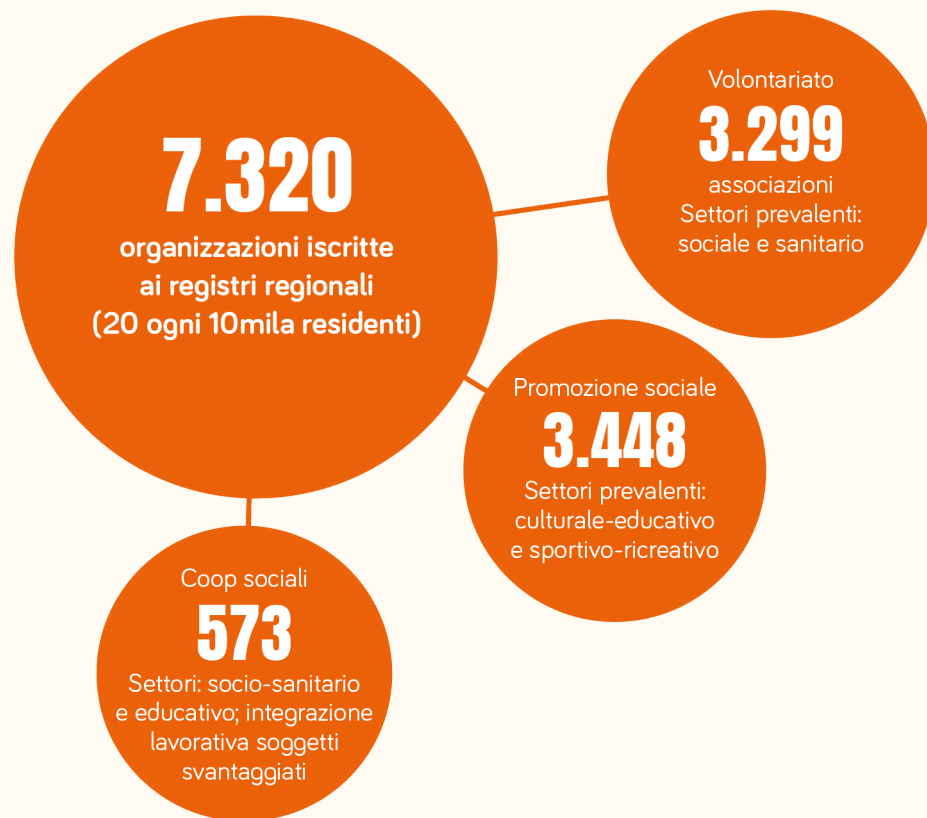 7.320
organizzazioni iscritte
ai registri regionali
(20 ogni 10mila residenti)
Volontariato
3.299
associazioni
Settori prevalenti:
sociale e sanitario
Promozione sociale
3.448
Settori prevalenti:
culturale-educativo
e sportivo-ricreativo
Coop sociali
573
Settori: socio-sanitario
e educativo; integrazione
lavorativa soggetti
svantaggiati